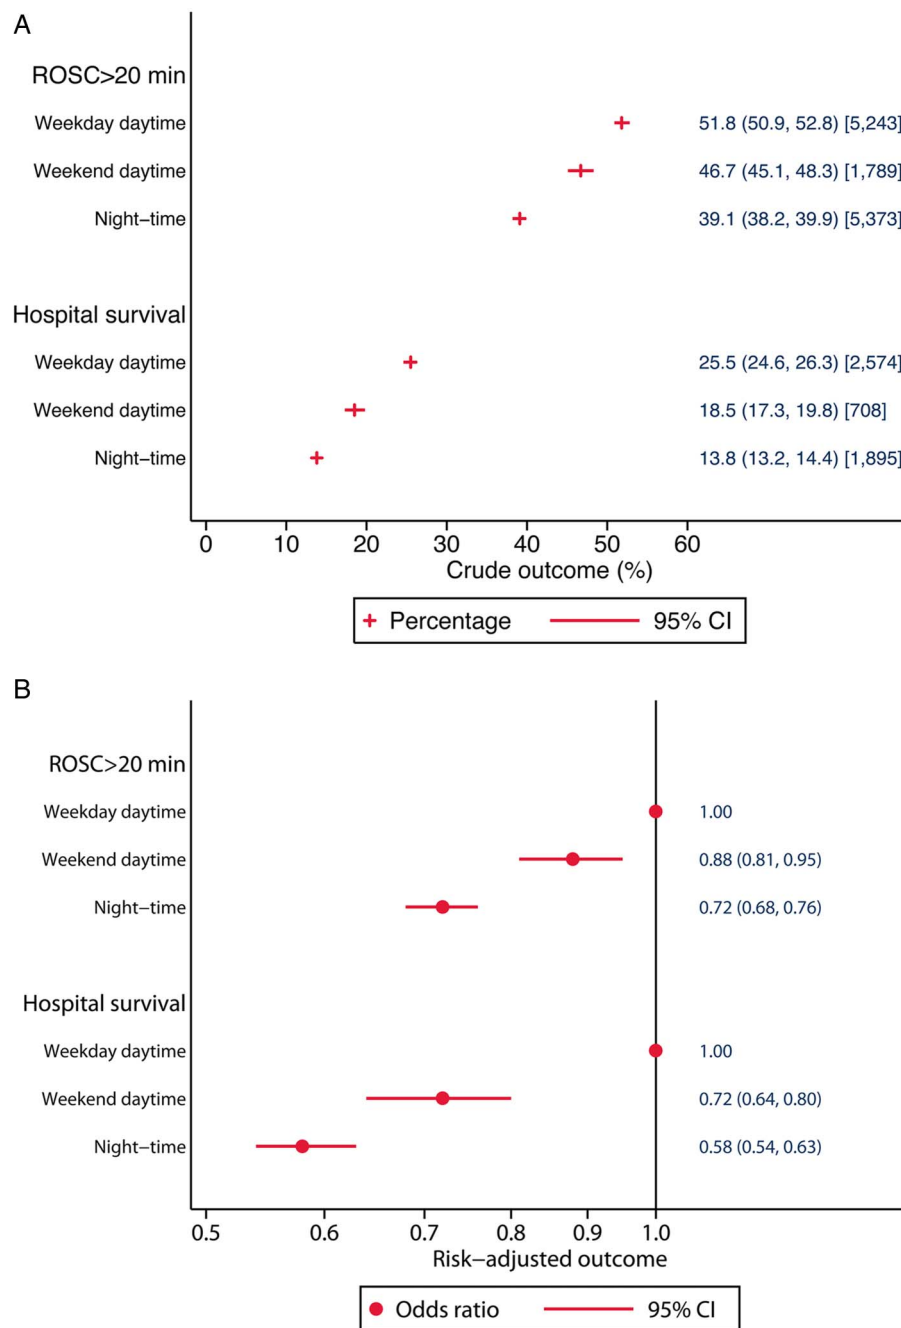 A
ROSC>20 min
Weekday daytime 51.8 (50.9, 52.8) [5,243]
Weekend daytime 46.7 (45.1, 48.3) [1,789]
Night–time 39.1 (38.2, 39.9) [5,373]
Hospital survival
Weekday daytime 25.5 (24.6, 26.3) [2,574]
Weekend daytime 18.5 (17.3, 19.8) [708]
Night–time 13.8 (13.2, 14.4) [1,895]
0 10 20 30 40 50 60
Crude outcome (%)
Percentage 95% CI
B
ROSC>20 min
Weekday daytime 1.00
Weekend daytime 0.88 (0.81, 0.95)
Night–time 0.72 (0.68, 0.76)
Hospital survival
Weekday daytime 1.00
Weekend daytime 0.72 (0.64, 0.80)
Night–time 0.58 (0.54, 0.63)
0.5 0.6 0.7 0.8 0.9 1.0
Risk–adjusted outcome
Odds ratio 95% CI